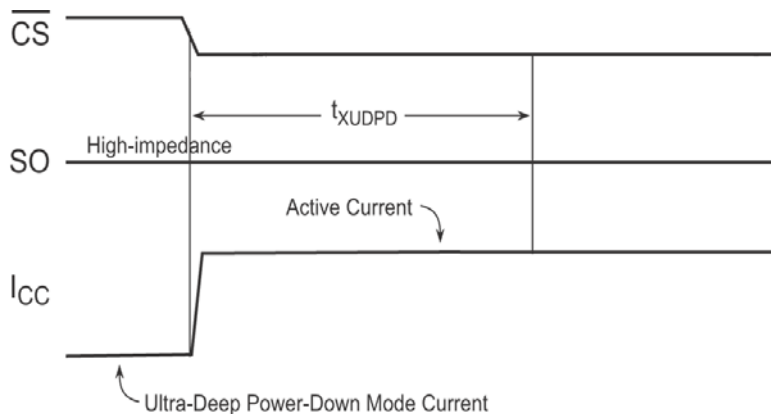 CS
tXUDPD
High-impedance
SO
Active Current
ICC
Ultra-Deep Power-Down Mode Current